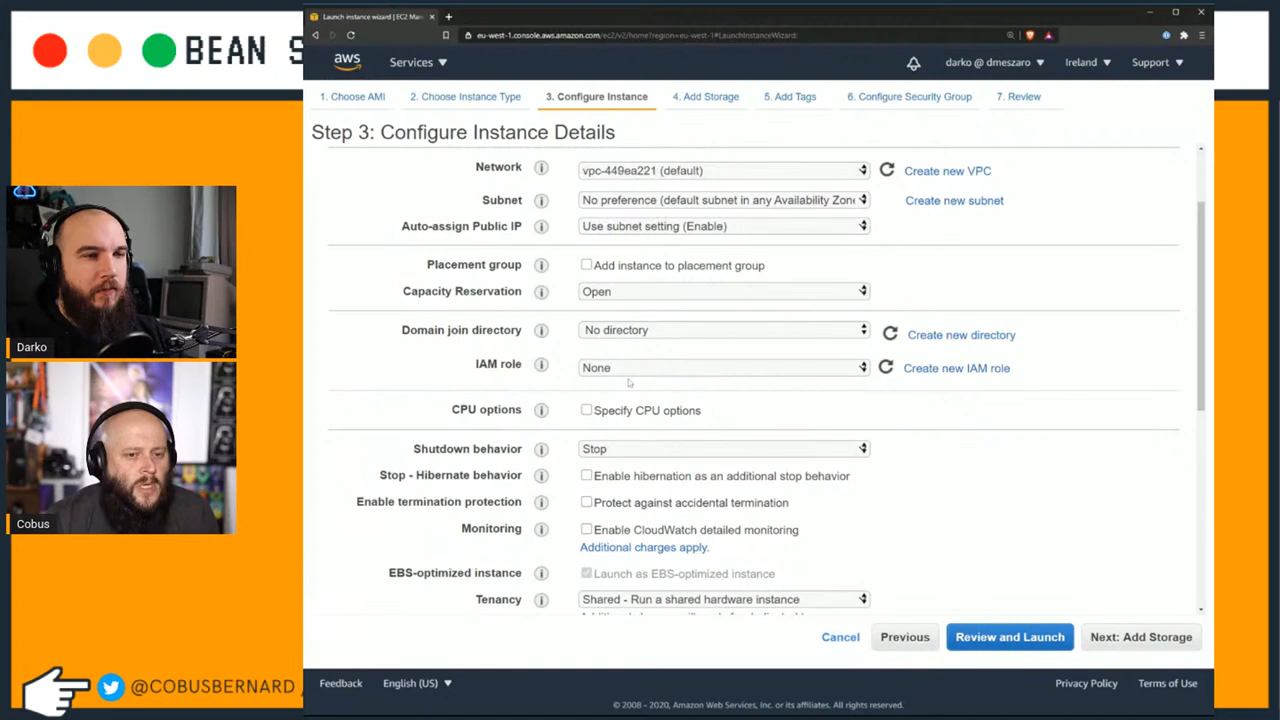 BEAN S
Launch instance wizard | EC2 Man
eu-west-1.console.aws.amazon.com/ec2/v2/home?region=eu-west-1#LaunchInstanceWizard:
aws
Services
darko @ dmeszaro
Ireland
Support
1. Choose AMI
2. Choose Instance Type
3. Configure Instance
4. Add Storage
5. Add Tags
6. Configure Security Group
7. Review
Step 3: Configure Instance Details
Network
vpc-449ea221 (default)
Create new VPC
Subnet
No preference (default subnet in any Availability Zone
Create new subnet
Auto-assign Public IP
Use subnet setting (Enable)
Placement group
Add instance to placement group
Capacity Reservation
Open
Domain join directory
No directory
Create new directory
IAM role
None
Create new IAM role
CPU options
Specify CPU options
Shutdown behavior
Stop
Stop - Hibernate behavior
Enable hibernation as an additional stop behavior
Enable termination protection
Protect against accidental termination
Monitoring
Enable CloudWatch detailed monitoring
Additional charges apply.
EBS-optimized instance
Launch as EBS-optimized instance
Tenancy
Shared - Run a shared hardware instance
Cancel
Previous
Review and Launch
Next: Add Storage
Feedback
English (US)
Privacy Policy
Terms of Use
© 2008 - 2020, Amazon Web Services, Inc. or its affiliates. All rights reserved.
Darko
Cobus
@COBUSBERNARD /